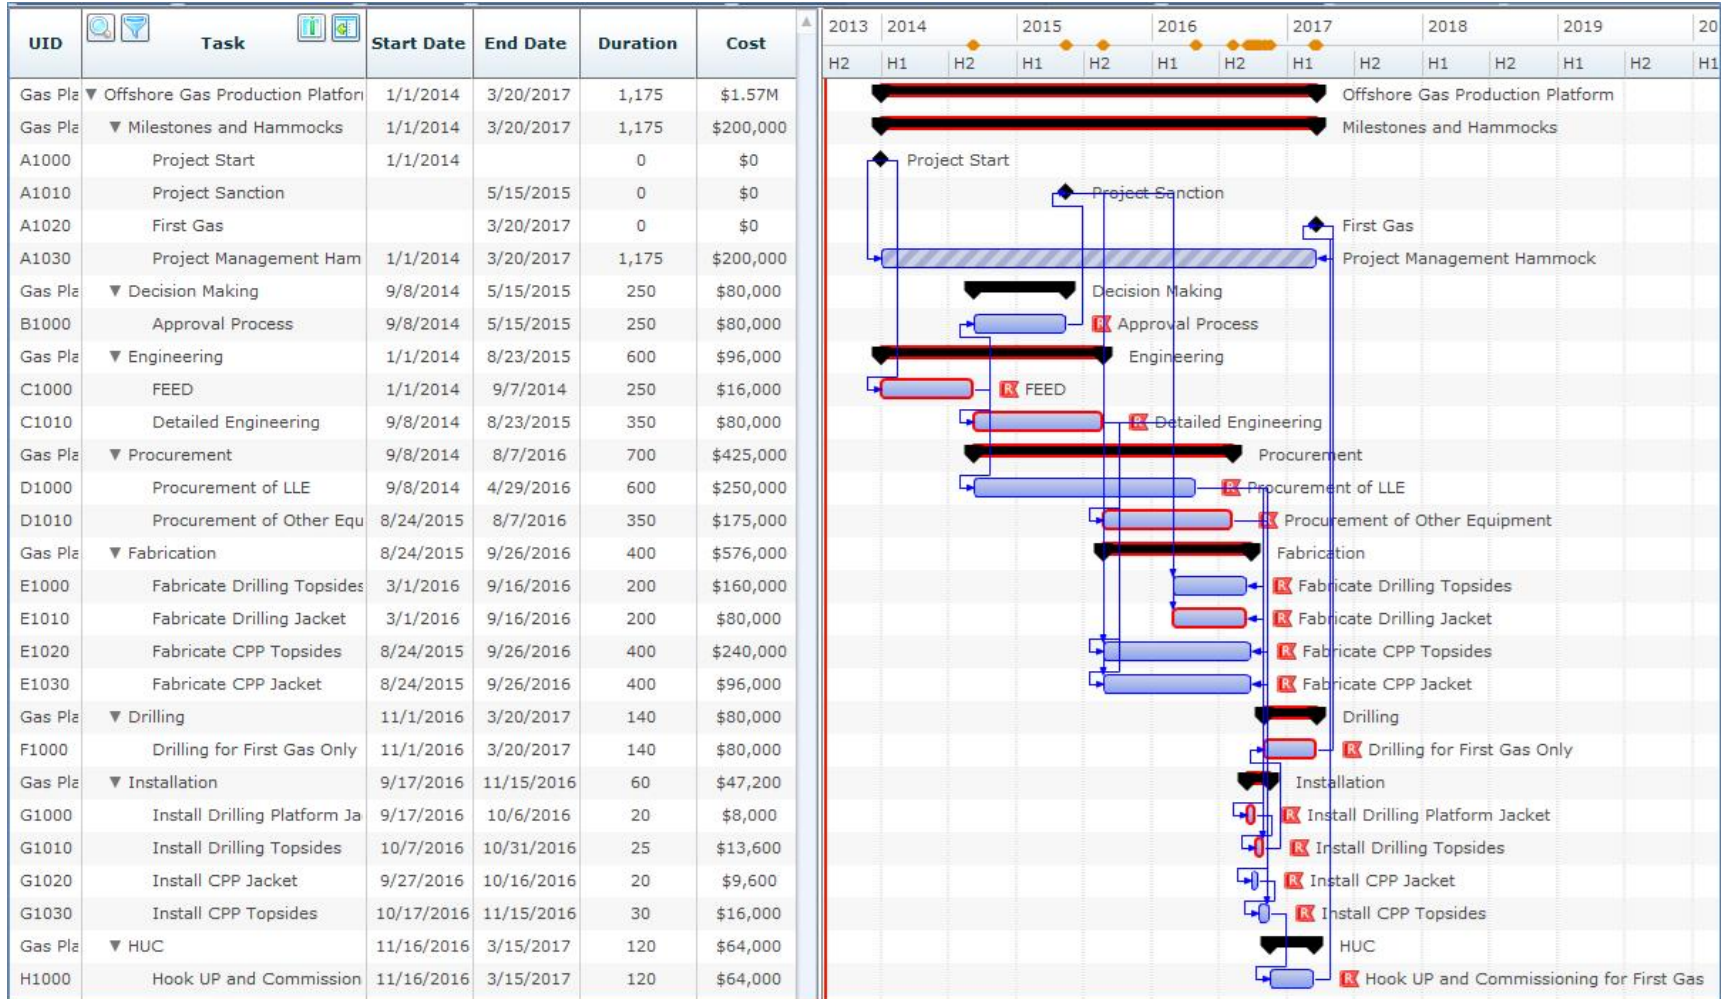 UID Task Start Date End Date Duration Cost 2013 2014 2015 2016 2017 2018 2019 20
H2 H1 H2 H1 H2 H1 H2 H1 H2 H1 H2 H1 H2 H1
Gas Pla Offshore Gas Production Platfor 1/1/2014 3/20/2017 1,175 $1.57M Offshore Gas Production Platform
Gas Pla Milestones and Hammocks 1/1/2014 3/20/2017 1,175 $200,000 Milestones and Hammocks
A1000 Project Start 1/1/2014 0 $0 Project Start
A1010 Project Sanction 5/15/2015 0 $0 Project Sanction
A1020 First Gas 3/20/2017 0 $0 First Gas
A1030 Project Management Ham 1/1/2014 3/20/2017 1,175 $200,000 Project Management Hammock
Gas Pla Decision Making 9/8/2014 5/15/2015 250 $80,000 Decision Making
B1000 Approval Process 9/8/2014 5/15/2015 250 $80,000 R Approval Process
Gas Pla Engineering 1/1/2014 8/23/2015 600 $96,000 Engineering
C1000 FEED 1/1/2014 9/7/2014 250 $16,000 R FEED
C1010 Detailed Engineering 9/8/2014 8/23/2015 350 $80,000 R Detailed Engineering
Gas Pla Procurement 9/8/2014 8/7/2016 700 $425,000 Procurement
D1000 Procurement of LLE 9/8/2014 4/29/2016 600 $250,000 R Procurement of LLE
D1010 Procurement of Other Equ 8/24/2015 8/7/2016 350 $175,000 R Procurement of Other Equipment
Gas Pla Fabrication 8/24/2015 9/26/2016 400 $576,000 Fabrication
E1000 Fabricate Drilling Topsides 3/1/2016 9/16/2016 200 $160,000 R Fabricate Drilling Topsides
E1010 Fabricate Drilling Jacket 3/1/2016 9/16/2016 200 $80,000 R Fabricate Drilling Jacket
E1020 Fabricate CPP Topsides 8/24/2015 9/26/2016 400 $240,000 R Fabricate CPP Topsides
E1030 Fabricate CPP Jacket 8/24/2015 9/26/2016 400 $96,000 R Fabricate CPP Jacket
Gas Pla Drilling 11/1/2016 3/20/2017 140 $80,000 Drilling
F1000 Drilling for First Gas Only 11/1/2016 3/20/2017 140 $80,000 R Drilling for First Gas Only
Gas Pla Installation 9/17/2016 11/15/2016 60 $47,200 Installation
G1000 Install Drilling Platform Ja 9/17/2016 10/6/2016 20 $8,000 R Install Drilling Platform Jacket
G1010 Install Drilling Topsides 10/7/2016 10/31/2016 25 $13,600 R Install Drilling Topsides
G1020 Install CPP Jacket 9/27/2016 10/16/2016 20 $9,600 R Install CPP Jacket
G1030 Install CPP Topsides 10/17/2016 11/15/2016 30 $16,000 R Install CPP Topsides
Gas Pla HUC 11/16/2016 3/15/2017 120 $64,000 HUC
H1000 Hook UP and Commission 11/16/2016 3/15/2017 120 $64,000 R Hook UP and Commissioning for First Gas